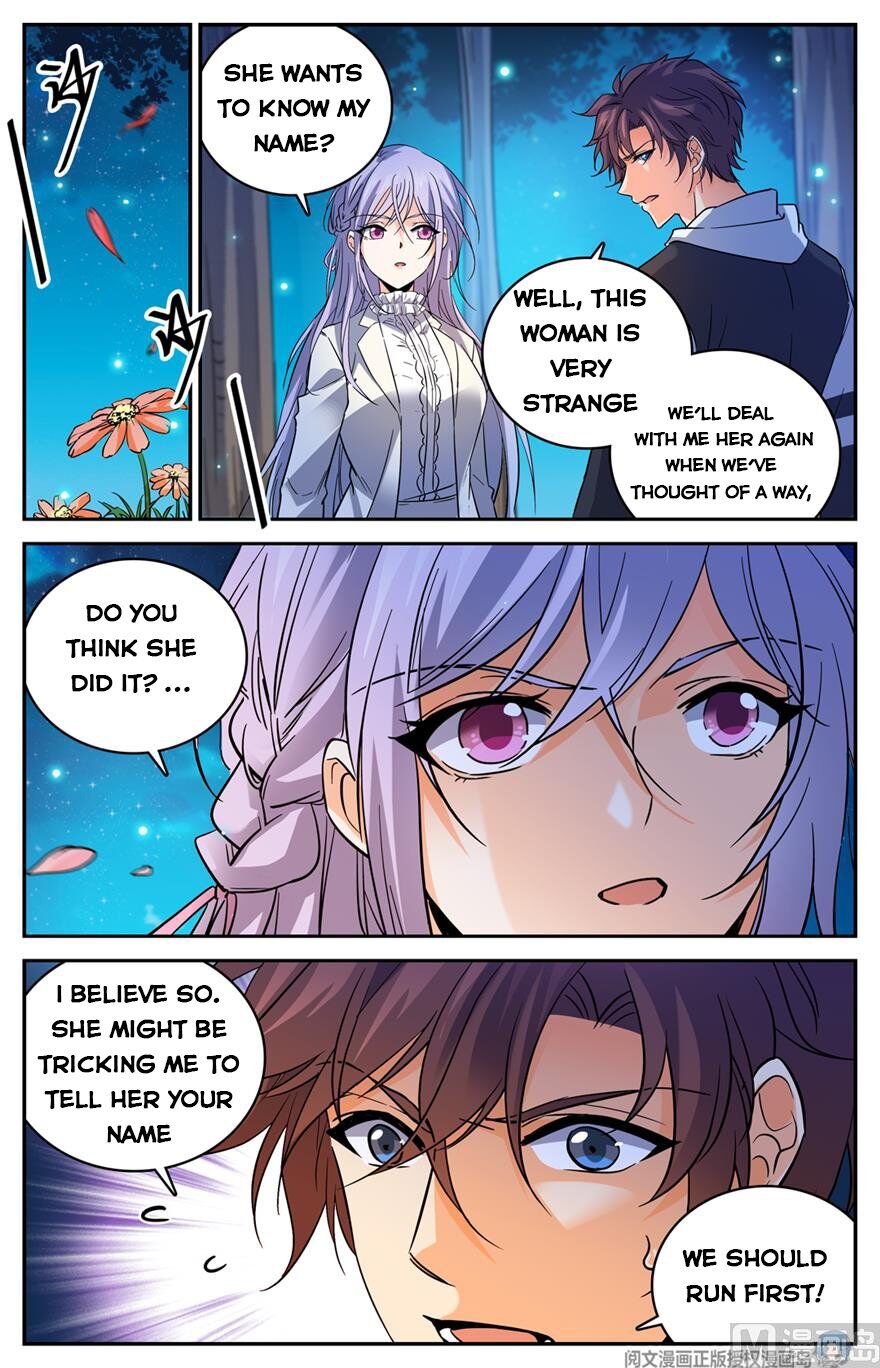 SHE WANTS
TO KNOW MY
NAME?
WELL, THIS
WOMAN IS
VERY
STRANGE
WE'LL DEAL
WITH ME HER AGAIN
WHEN WE'VE
THOUGHT OF A WAY,
DO YOU
THINK SHE
DID IT? ...
I BELIEVE SO.
SHE MIGHT BE
TRICKING ME TO
TELL HER YOUR
NAME
WE SHOULD
RUN FIRST!
M 漫画岛
阅文漫画正版授权漫画岛